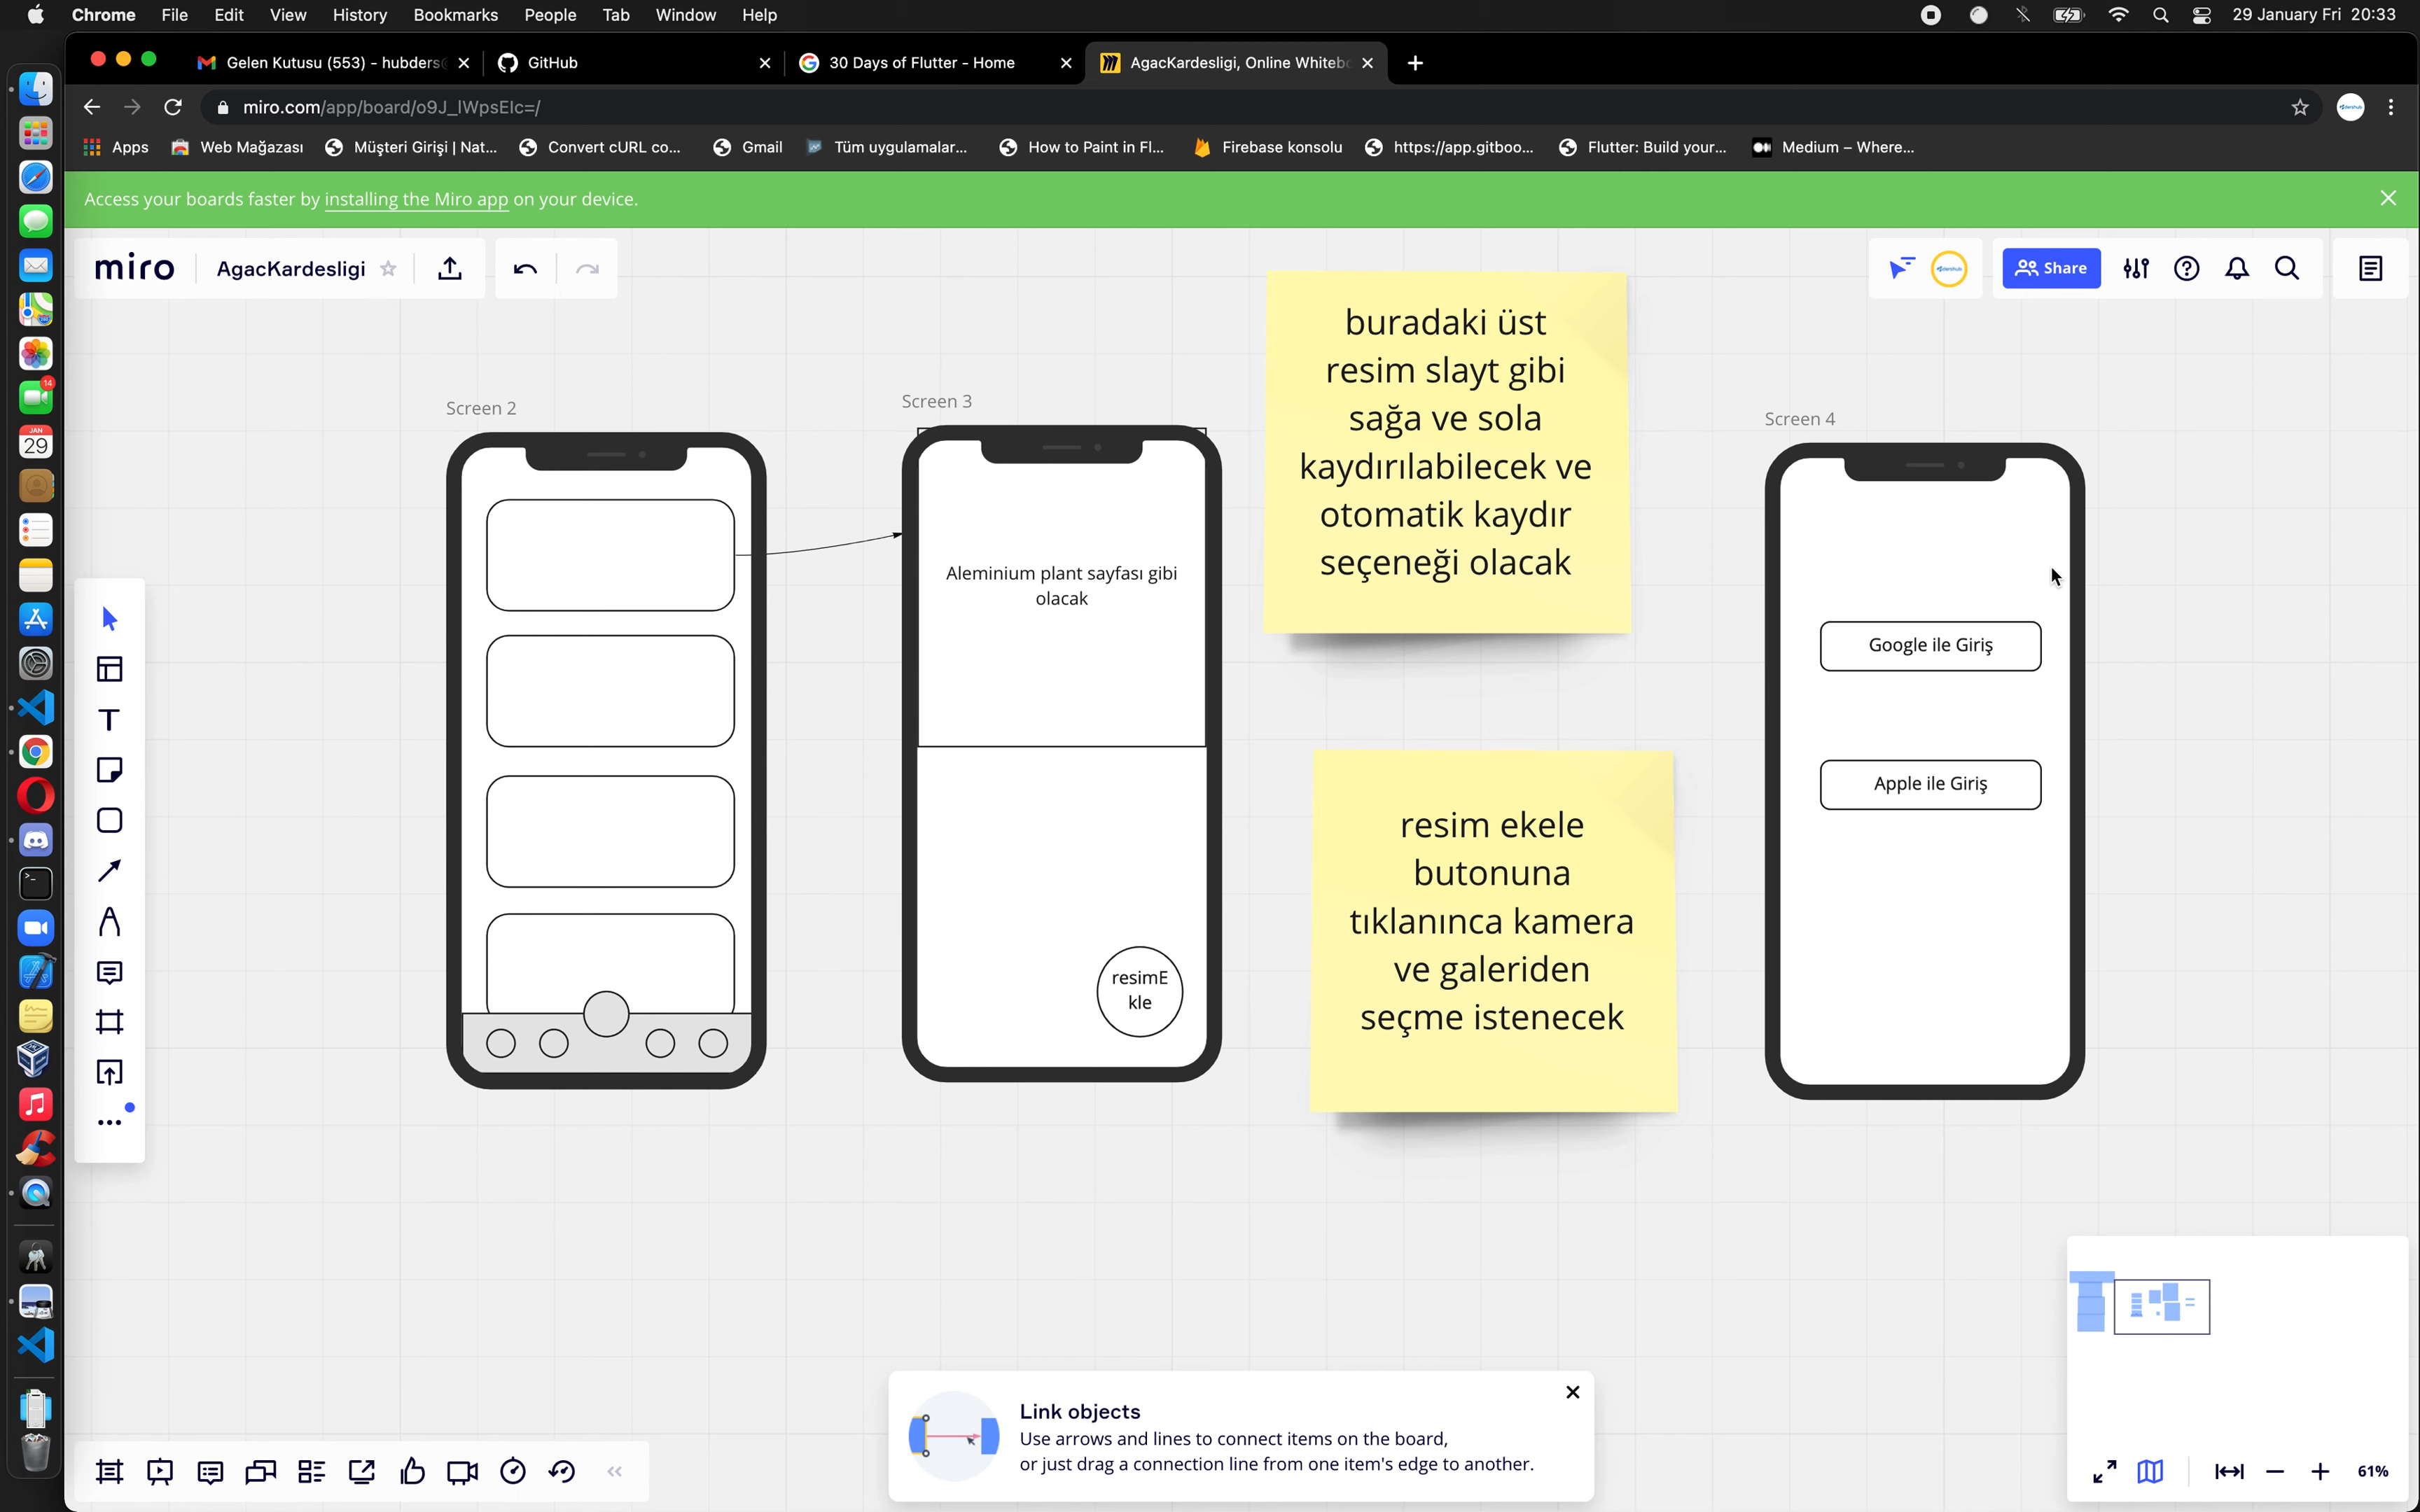 Chrome File Edit View History Bookmarks People Tab Window Help 29 January Fri 20:33
Gelen Kutusu (553) - hubders GitHub 30 Days of Flutter - Home AgacKardesligi, Online Whitebo
miro.com/app/board/o9J_lWpsEIc=/
Apps Web Mağazası Müşteri Girişi | Nat... Convert cURL co... Gmail Tüm uygulamalar... How to Paint in Fl... Firebase konsolu https://app.gitboo... Flutter: Build your... Medium – Where...
Access your boards faster by installing the Miro app on your device.
miro AgacKardesligi Share
14
JAN
29
Screen 2
Screen 3
Aleminium plant sayfası gibi
olacak
resimE
kle
buradaki üst
resim slayt gibi
sağa ve sola
kaydırılabilecek ve
otomatik kaydır
seçeneği olacak
resim ekele
butonuna
tıklanınca kamera
ve galeriden
seçme istenecek
Screen 4
Google ile Giriş
Apple ile Giriş
Link objects
Use arrows and lines to connect items on the board,
or just drag a connection line from one item's edge to another.
61%